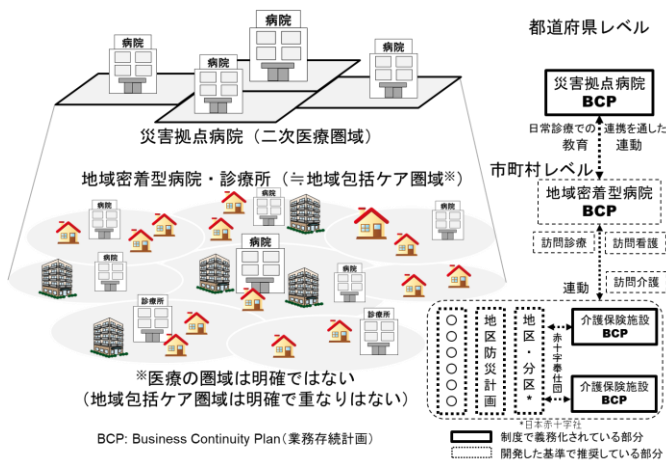 都道府県レベル
病院
病院
病院
病院
災害拠点病院
BCP
災害拠点病院（二次医療圏域）
日常診療での
教育
連携を通した
連動
市町村レベル
地域密着型病院・診療所（≒地域包括ケア圏域※）
地域密着型病院
BCP
病院
病院
病院
病院
病院
病院
診療所
診療所
訪問診療
訪問看護
訪問介護
連動
〇〇〇〇〇〇
地区防災計画
地区・分区*
赤十字奉仕団
介護保険施設
BCP
介護保険施設
BCP
※医療の圏域は明確ではない
（地域包括ケア圏域は明確で重なりはない）
*日本赤十字社
BCP: Business Continuity Plan（業務存続計画）
制度で義務化されている部分
開発した基準で推奨している部分